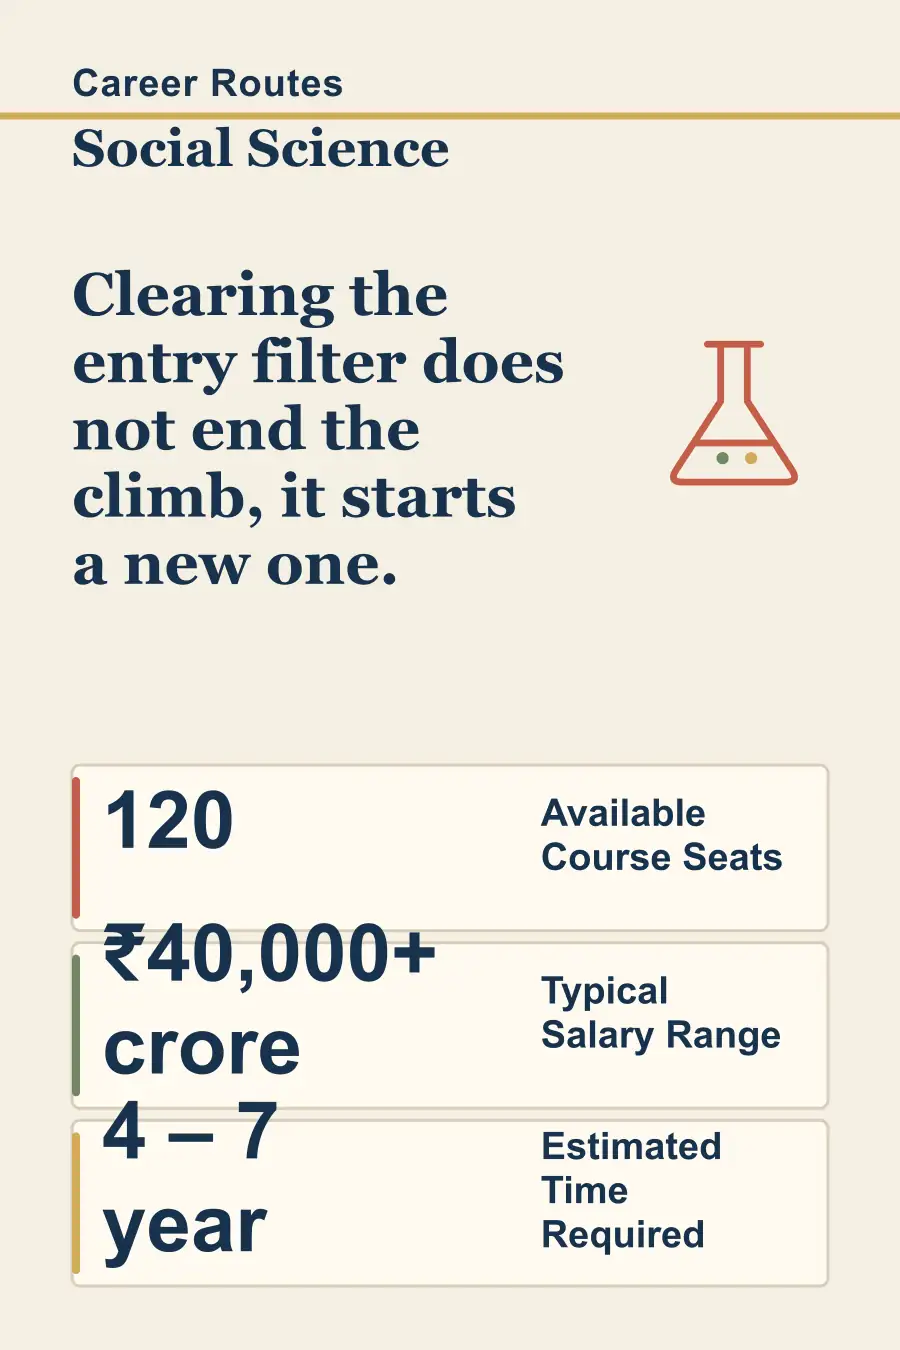 Career Routes
Social Science
Clearing the
entry filter does
not end the
climb, it starts
a new one.
120
Available
Course Seats
₹40,000+
crore
Typical
Salary Range
4 – 7
year
Estimated
Time
Required